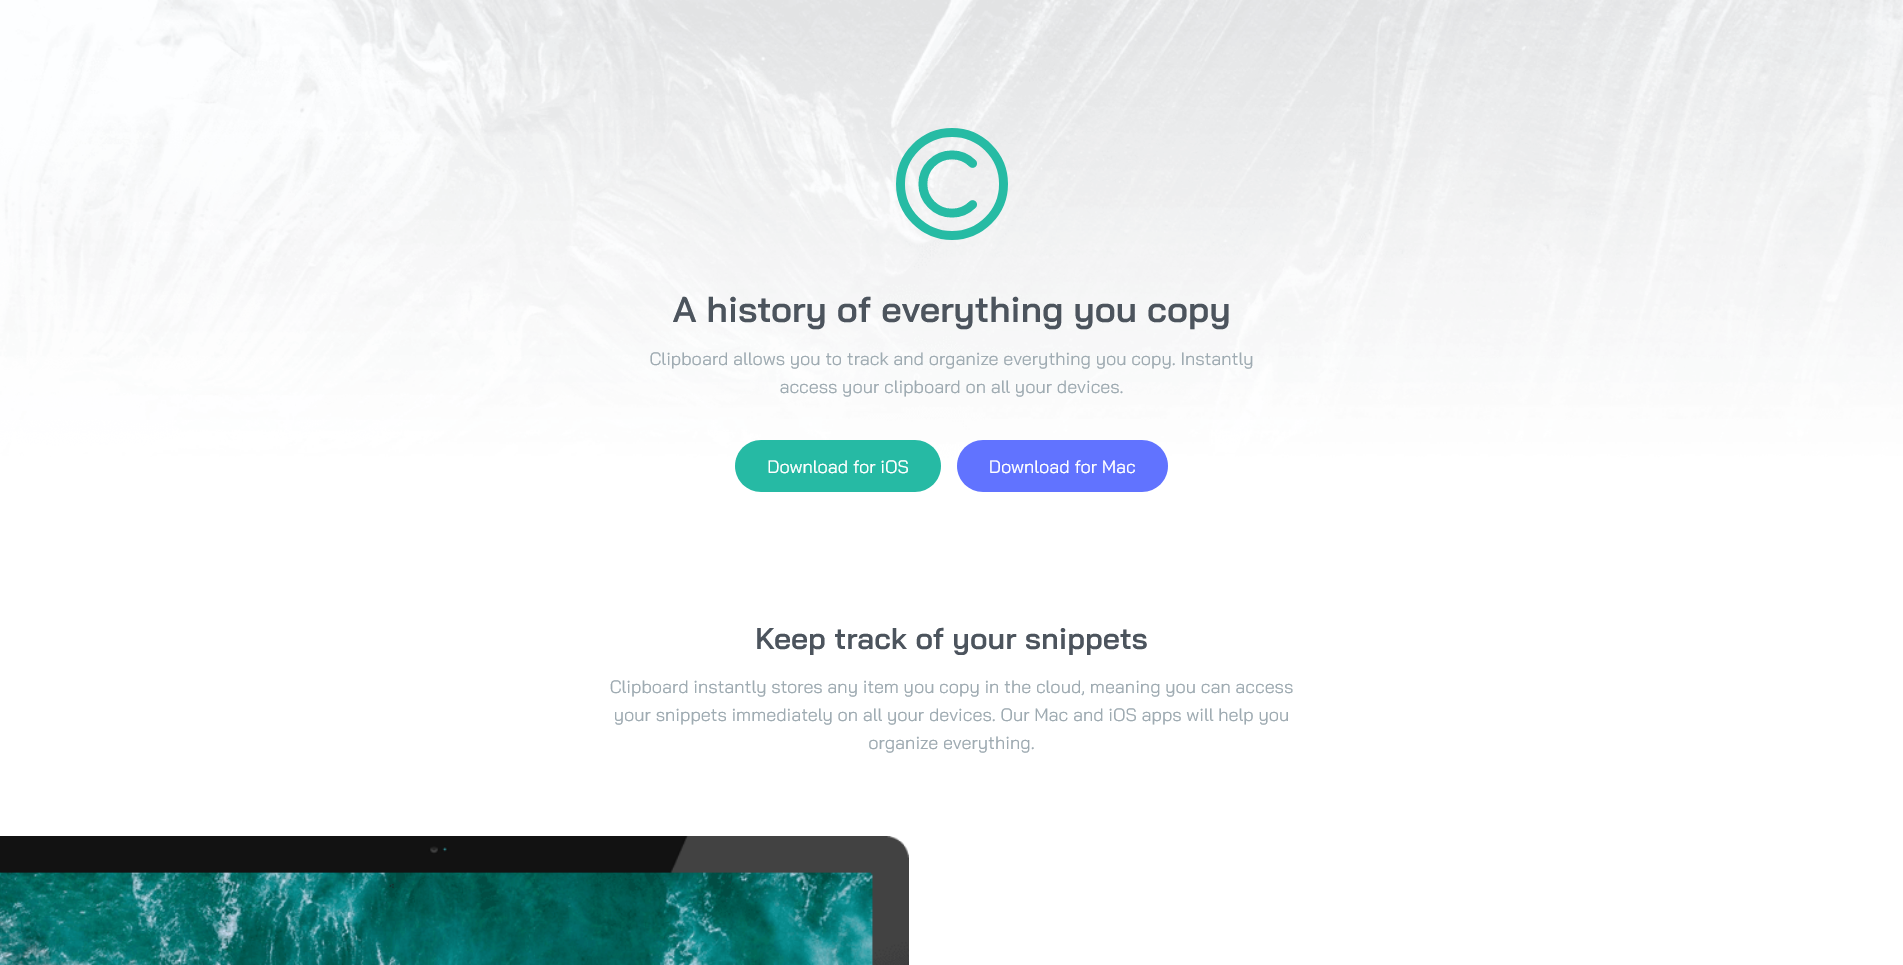 A history of everything you copy
Clipboard allows you to track and organize everything you copy. Instantly
access your clipboard on all your devices.
Download for iOS
Download for Mac
Keep track of your snippets
Clipboard instantly stores any item you copy in the cloud, meaning you can access
your snippets immediately on all your devices. Our Mac and iOS apps will help you
organize everything.